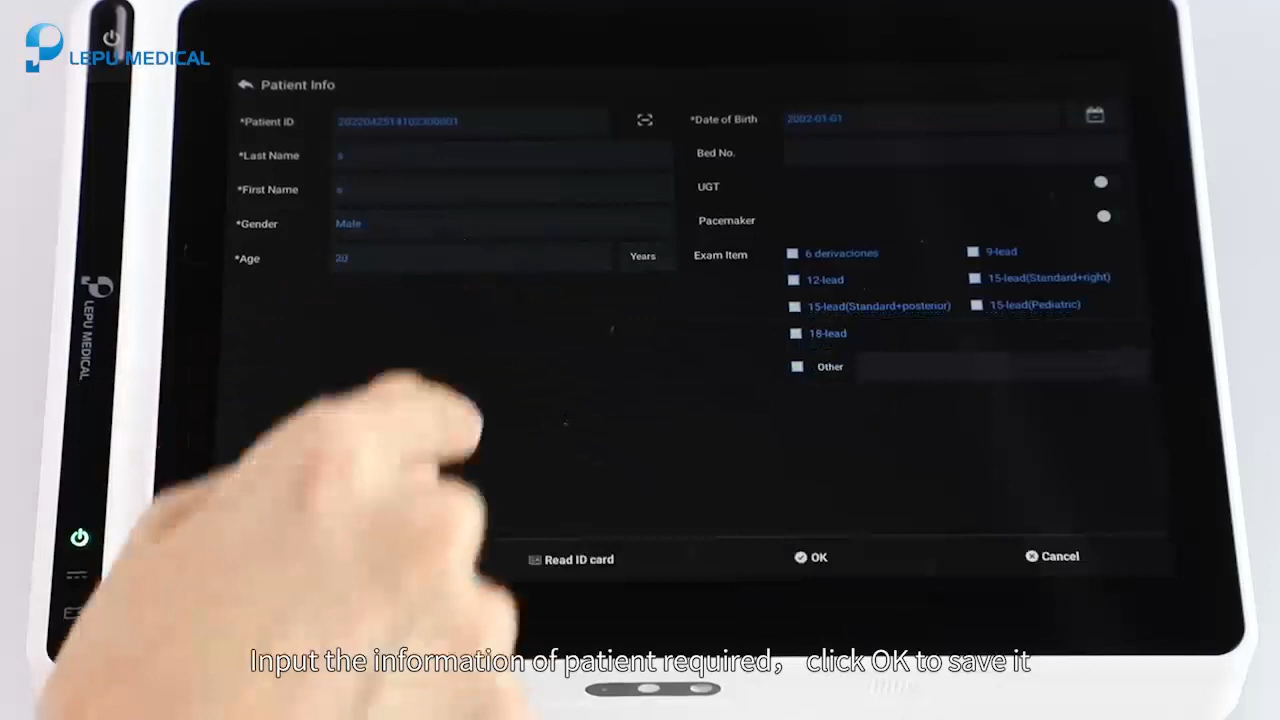 LEPU MEDICAL
Patient Info
*Patient ID 2022042514102300001
*Last Name s
*First Name s
*Gender Male
*Age 20 Years
*Date of Birth 2002-01-01
Bed No.
UGT
Pacemaker
Exam Item 6 derivaciones 9-lead
12-lead 15-lead(Standard+right)
15-lead(Standard+posterior) 15-lead(Pediatric)
18-lead
Other
LEPU MEDICAL
Read ID card OK Cancel
Input the information of patient required, click OK to save it